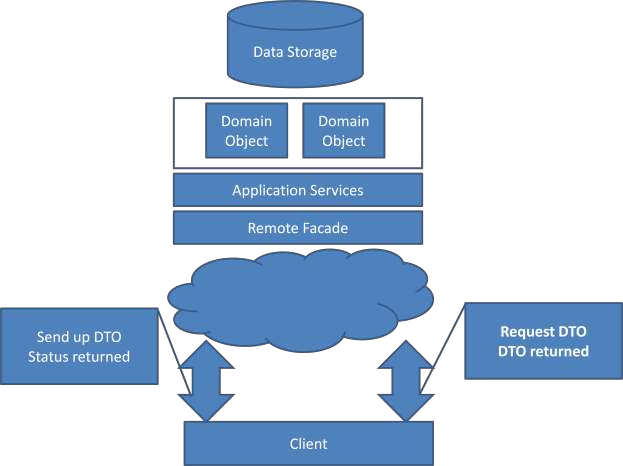 Data Storage
Domain
Object
Domain
Object
Application Services
Remote Facade
Send up DTO
Status returned
Request DTO
DTO returned
Client